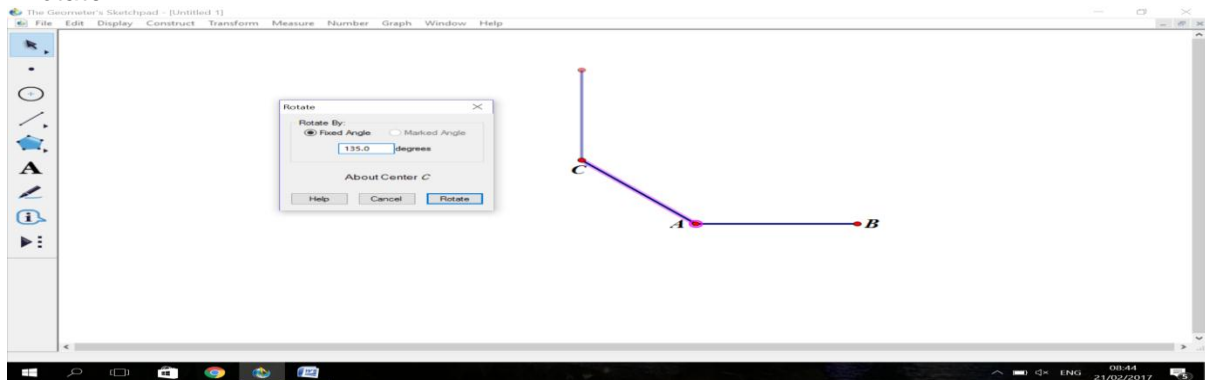 The Geometer's Sketchpad - [Untitled 1]
File Edit Display Construct Transform Measure Number Graph Window Help
Rotate
Rotate By:
Fixed Angle Marked Angle
135.0 degrees
About Center C
Help Cancel Rotate
C
A B
A
ENG 08:44
21/02/2017
5